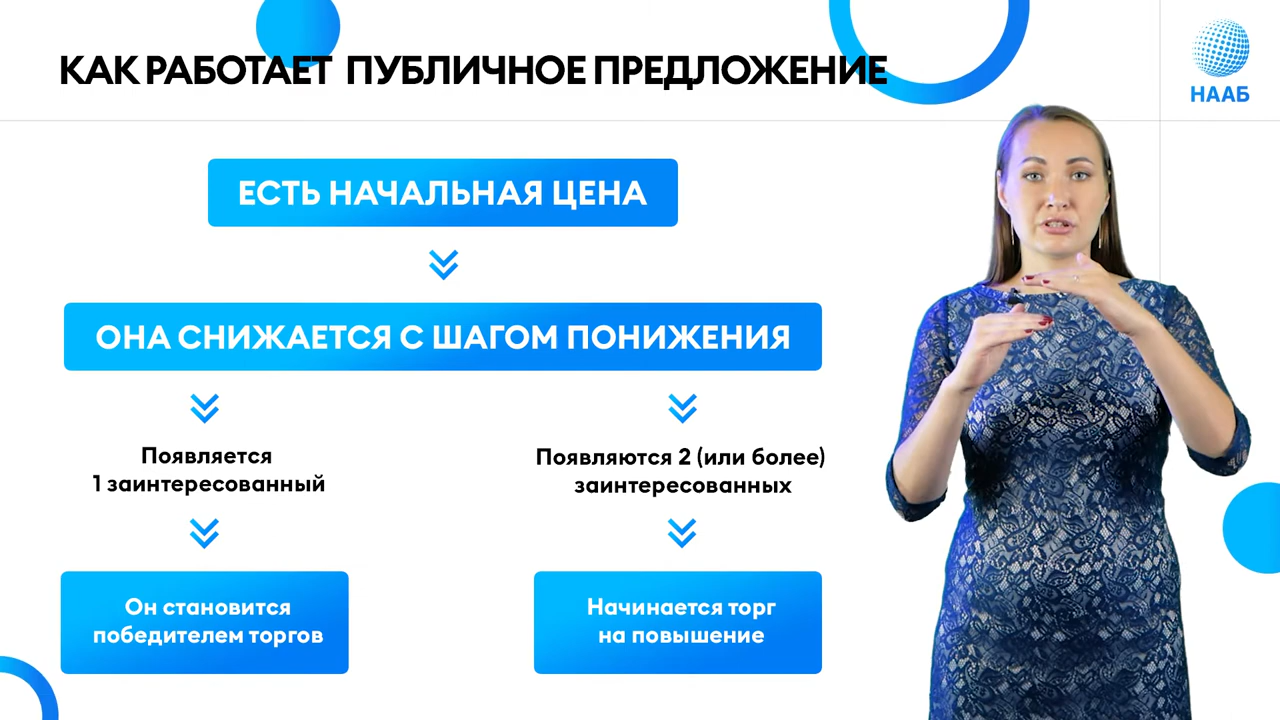 КАК РАБОТАЕТ ПУБЛИЧНОЕ ПРЕДЛОЖЕНИЕ
НААБ
ЕСТЬ НАЧАЛЬНАЯ ЦЕНА
ОНА СНИЖАЕТСЯ С ШАГОМ ПОНИЖЕНИЯ
Появляется
1 заинтересованный
Появляются 2 (или более)
заинтересованных
Он становится
победителем торгов
Начинается торг
на повышение